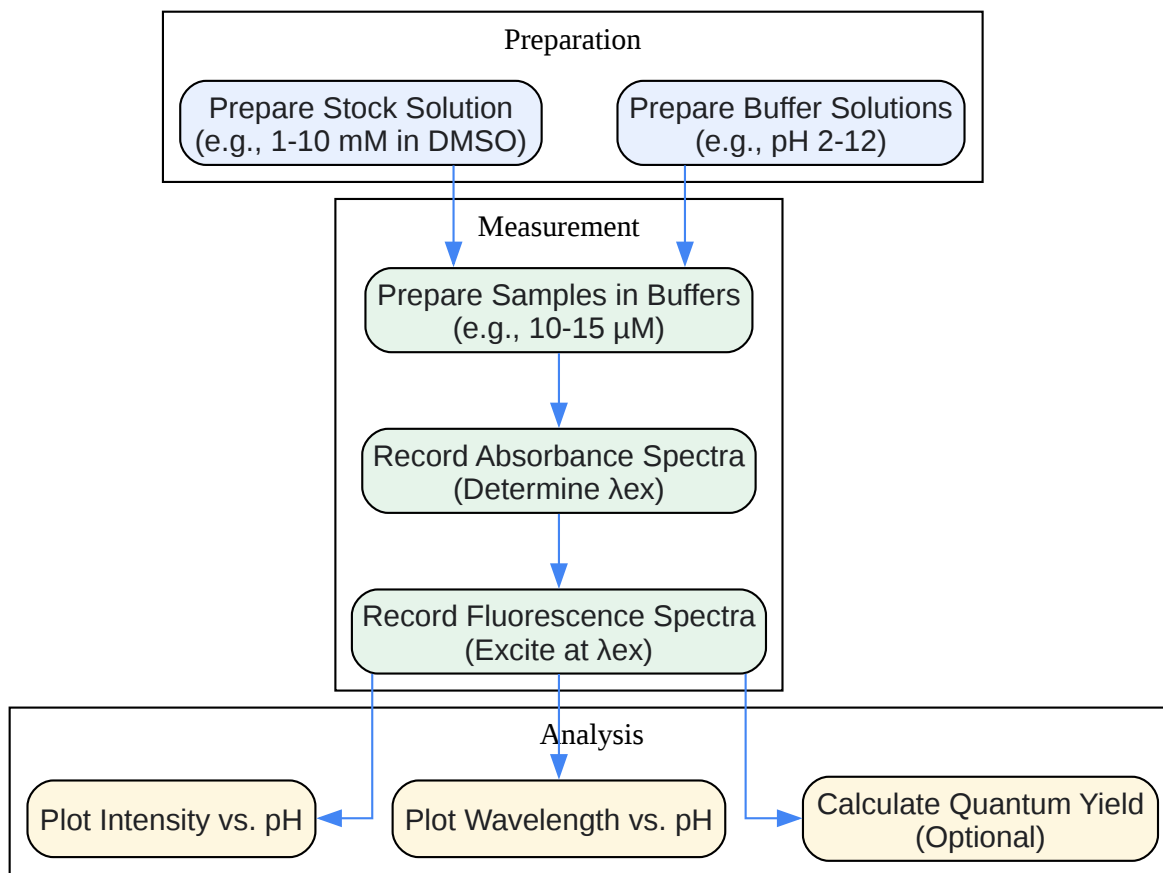 Preparation
Prepare Stock Solution
(e.g., 1-10 mM in DMSO)
Prepare Buffer Solutions
(e.g., pH 2-12)
Measurement
Prepare Samples in Buffers
(e.g., 10-15 µM)
Record Absorbance Spectra
(Determine λex)
Record Fluorescence Spectra
(Excite at λex)
Analysis
Plot Intensity vs. pH
Plot Wavelength vs. pH
Calculate Quantum Yield
(Optional)